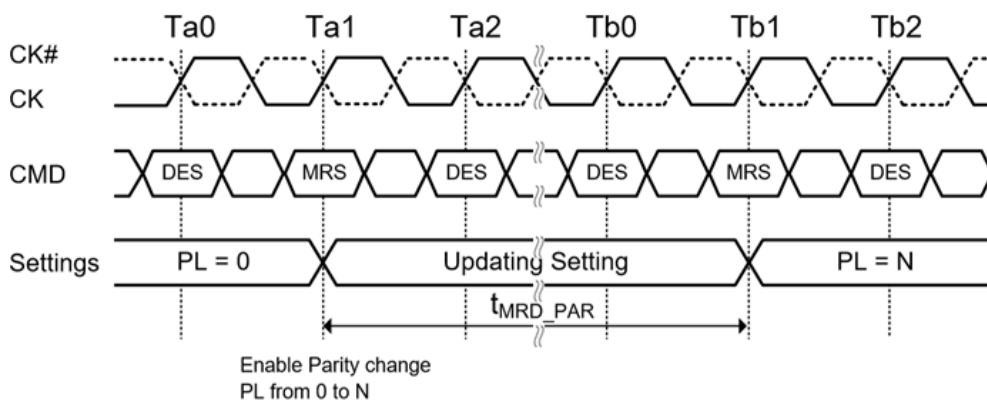 Ta0 Ta1 Ta2 Tb0 Tb1 Tb2
CK#
CK
CMD DES MRS DES DES MRS DES
Settings PL = 0 Updating Setting PL = N
tMRD_PAR
Enable Parity change
PL from 0 to N